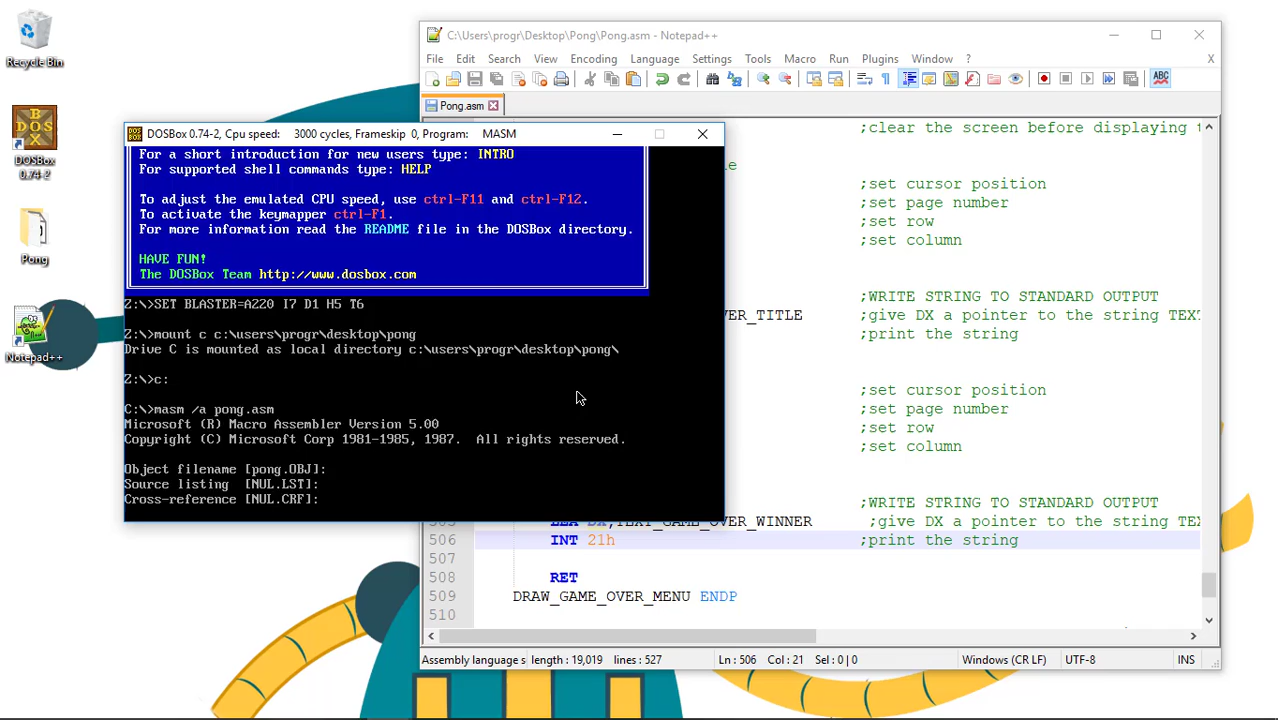 Recycle Bin
DOSBox
0.74-2
Pong
Notepad++
C:\Users\progr\Desktop\Pong\Pong.asm - Notepad++
File Edit Search View Encoding Language Settings Tools Macro Run Plugins Window ? X
Pong.asm
DOSBox 0.74-2, Cpu speed: 3000 cycles, Frameskip 0, Program: MASM
For a short introduction for new users type: INTRO
For supported shell commands type: HELP
To adjust the emulated CPU speed, use ctrl-F11 and ctrl-F12.
To activate the keymapper ctrl-F1.
For more information read the README file in the DOSBox directory.
HAVE FUN!
The DOSBox Team http://www.dosbox.com
Z:\>SET BLASTER=A220 I7 D1 H5 T6
Z:\>mount c c:\users\progr\desktop\pong
Drive C is mounted as local directory c:\users\progr\desktop\pong\
Z:\>c:
C:\>masm /a pong.asm
Microsoft (R) Macro Assembler Version 5.00
Copyright (C) Microsoft Corp 1981-1985, 1987.  All rights reserved.
Object filename [pong.OBJ]:
Source listing  [NUL.LST]:
Cross-reference [NUL.CRF]:
;clear the screen before displaying
;set cursor position
;set page number
;set row
;set column
;WRITE STRING TO STANDARD OUTPUT
VER_TITLE ;give DX a pointer to the string TEXT
;print the string
;set cursor position
;set page number
;set row
;set column
;WRITE STRING TO STANDARD OUTPUT
505 LEA DX,TEXT_GAME_OVER_WINNER ;give DX a pointer to the string TEX
506 INT 21h ;print the string
507
508 RET
509 DRAW_GAME_OVER_MENU ENDP
510
Assembly language s length : 19,019 lines : 527 Ln : 506 Col : 21 Sel : 0 | 0 Windows (CR LF) UTF-8 INS